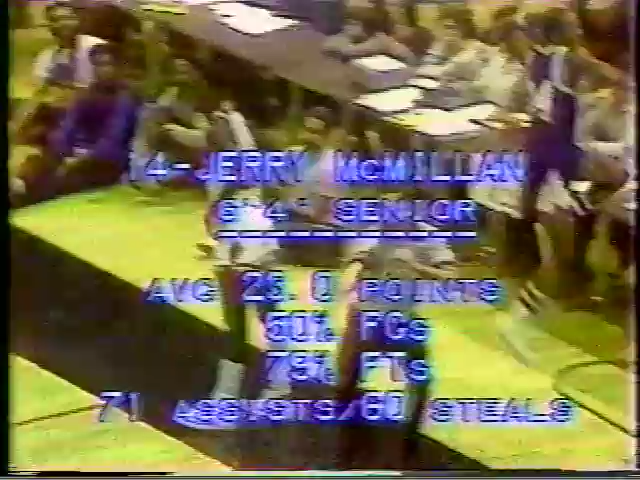 14-JERRY McMILLAN
6'4" SENIOR
AVG 25.0 POINTS
50% FGs
75% FTs
71 ASSISTS/60 STEALS